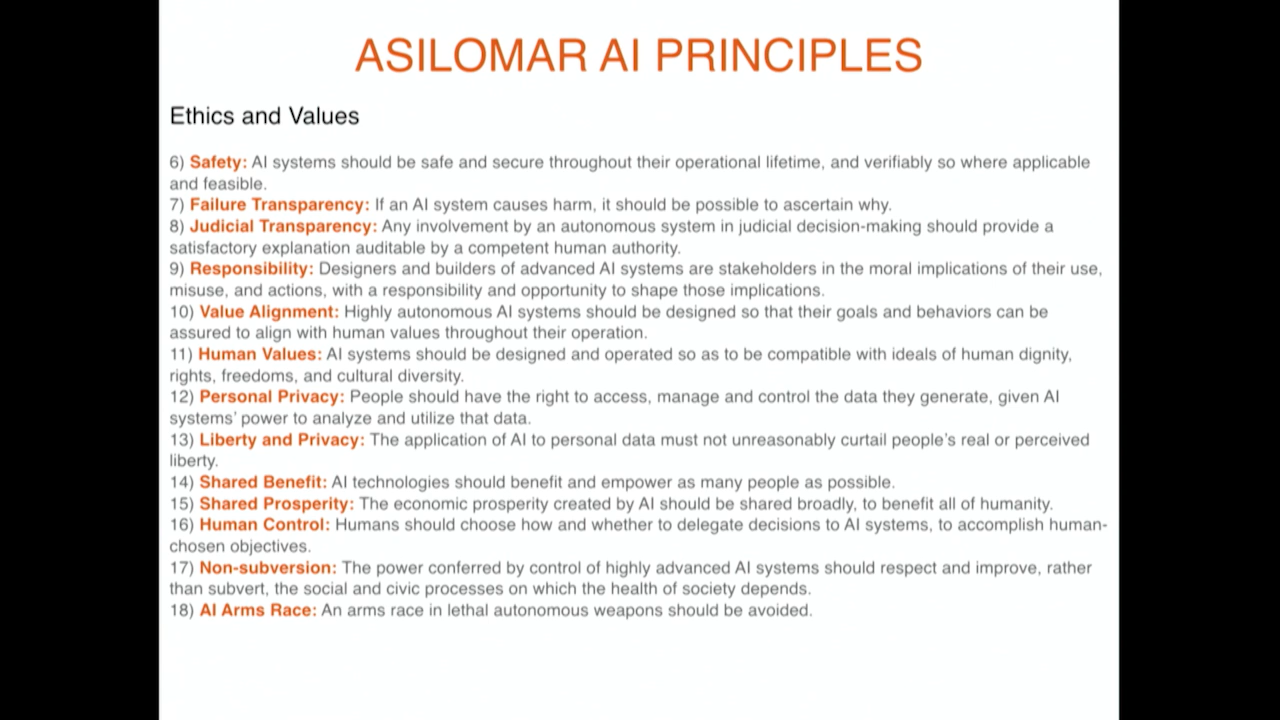 ASILOMAR AI PRINCIPLES
Ethics and Values
6) Safety: AI systems should be safe and secure throughout their operational lifetime, and verifiably so where applicable
and feasible.
7) Failure Transparency: If an AI system causes harm, it should be possible to ascertain why.
8) Judicial Transparency: Any involvement by an autonomous system in judicial decision-making should provide a
satisfactory explanation auditable by a competent human authority.
9) Responsibility: Designers and builders of advanced AI systems are stakeholders in the moral implications of their use,
misuse, and actions, with a responsibility and opportunity to shape those implications.
10) Value Alignment: Highly autonomous AI systems should be designed so that their goals and behaviors can be
assured to align with human values throughout their operation.
11) Human Values: AI systems should be designed and operated so as to be compatible with ideals of human dignity,
rights, freedoms, and cultural diversity.
12) Personal Privacy: People should have the right to access, manage and control the data they generate, given AI
systems’ power to analyze and utilize that data.
13) Liberty and Privacy: The application of AI to personal data must not unreasonably curtail people’s real or perceived
liberty.
14) Shared Benefit: AI technologies should benefit and empower as many people as possible.
15) Shared Prosperity: The economic prosperity created by AI should be shared broadly, to benefit all of humanity.
16) Human Control: Humans should choose how and whether to delegate decisions to AI systems, to accomplish human-
chosen objectives.
17) Non-subversion: The power conferred by control of highly advanced AI systems should respect and improve, rather
than subvert, the social and civic processes on which the health of society depends.
18) AI Arms Race: An arms race in lethal autonomous weapons should be avoided.